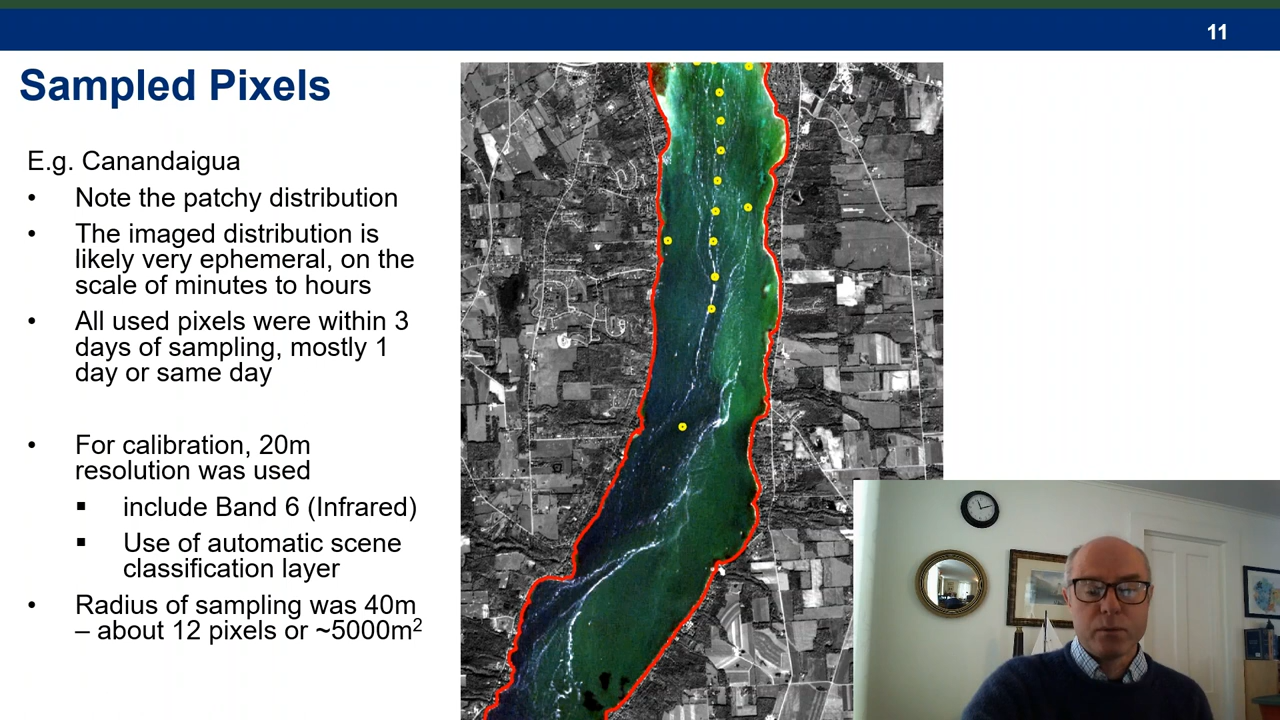 11
Sampled Pixels
E.g. Canandaigua
• Note the patchy distribution
• The imaged distribution is
likely very ephemeral, on the
scale of minutes to hours
• All used pixels were within 3
days of sampling, mostly 1
day or same day
• For calibration, 20m
resolution was used
▪ include Band 6 (Infrared)
▪ Use of automatic scene
classification layer
• Radius of sampling was 40m
– about 12 pixels or ~5000m²